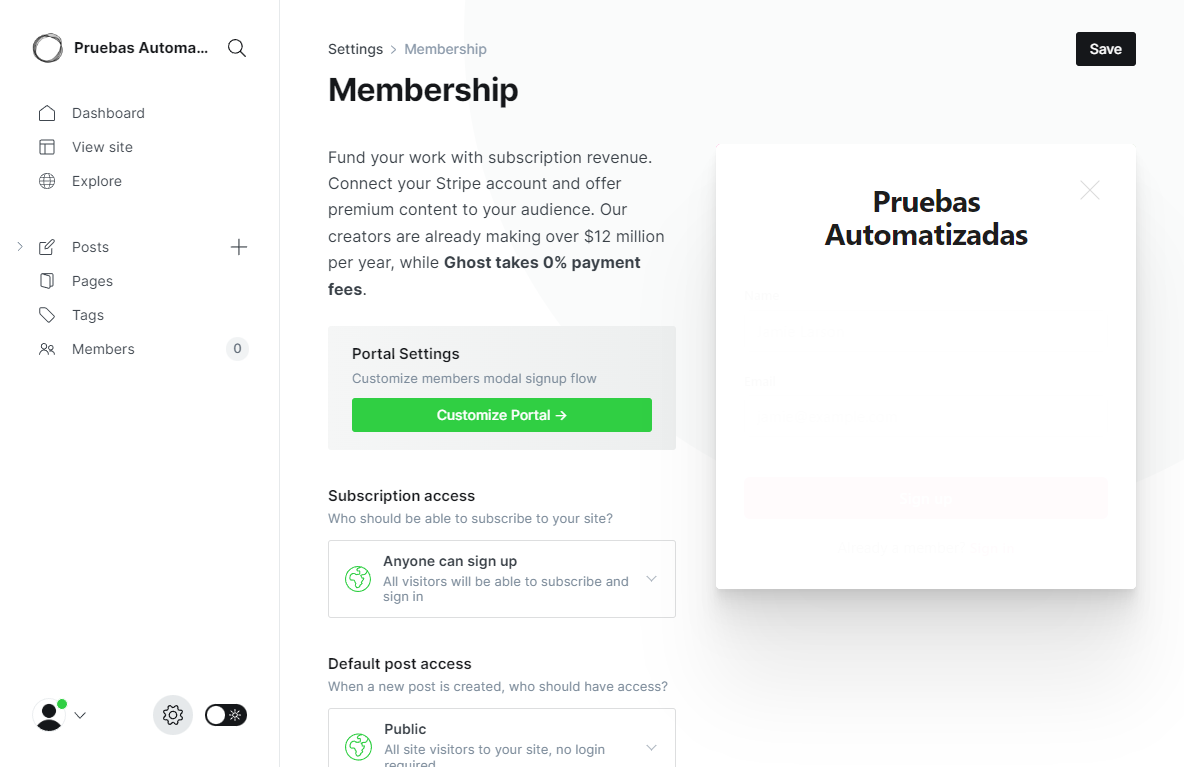 Pruebas Automa...
Dashboard
View site
Explore
Posts
Pages
Tags
Members
0
Settings
Membership
Save
Membership
Fund your work with subscription revenue.
Connect your Stripe account and offer
premium content to your audience. Our
creators are already making over $12 million
per year, while Ghost takes 0% payment
fees.
Portal Settings
Customize members modal signup flow
Customize Portal →
Subscription access
Who should be able to subscribe to your site?
Anyone can sign up
All visitors will be able to subscribe and
sign in
Default post access
When a new post is created, who should have access?
Public
All site visitors to your site, no login
required
Pruebas
Automatizadas